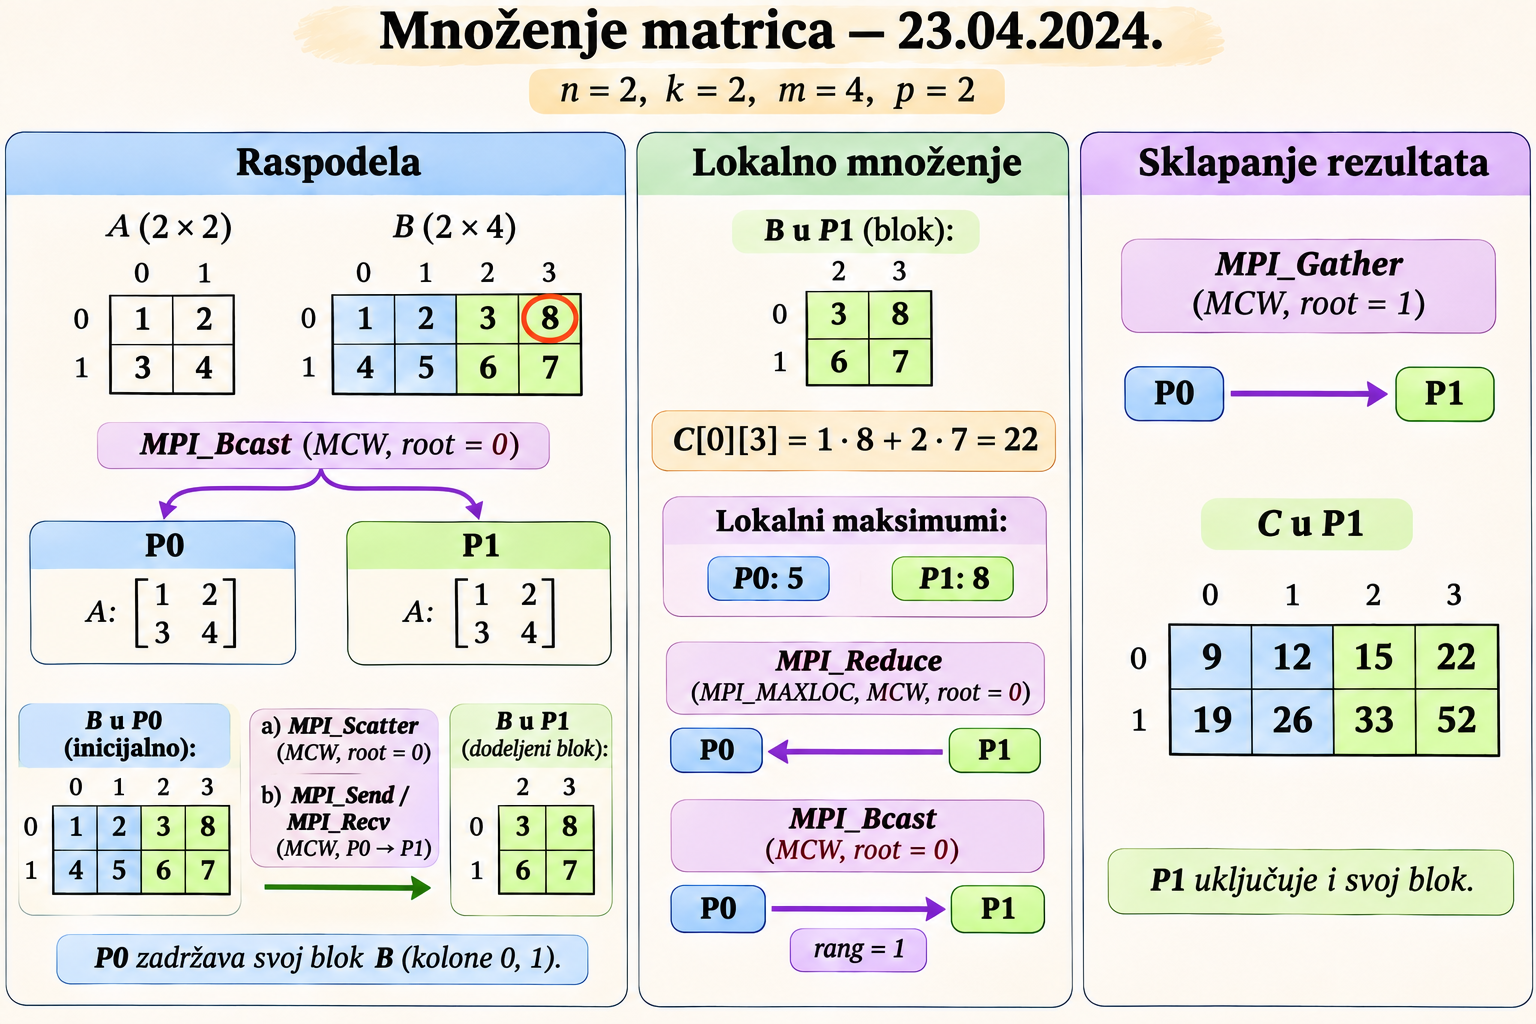 Množenje matrica — 23.04.2024.
n = 2, k = 2, m = 4, p = 2
Raspodela
A (2 × 2)
B (2 × 4)
0 1
0 1 2
1 3 4
0 1 2 3
0 1 2 3 8
1 4 5 6 7
MPI_Bcast (MCW, root = 0)
P0
A: 1 2
3 4
P1
A: 1 2
3 4
B u P0
(inicijalno):
0 1 2 3
0 1 2 3 8
1 4 5 6 7
a) MPI_Scatter
(MCW, root = 0)
b) MPI_Send /
MPI_Recv
(MCW, P0 → P1)
B u P1
(dodeljeni blok):
2 3
0 3 8
1 6 7
P0 zadržava svoj blok B (kolone 0, 1).
Lokalno množenje
B u P1 (blok):
2 3
0 3 8
1 6 7
C[0][3] = 1 · 8 + 2 · 7 = 22
Lokalni maksimumi:
P0: 5
P1: 8
MPI_Reduce
(MPI_MAXLOC, MCW, root = 0)
P0
P1
MPI_Bcast
(MCW, root = 0)
P0
P1
rang = 1
Sklapanje rezultata
MPI_Gather
(MCW, root = 1)
P0
P1
C u P1
0 1 2 3
0 9 12 15 22
1 19 26 33 52
P1 uključuje i svoj blok.